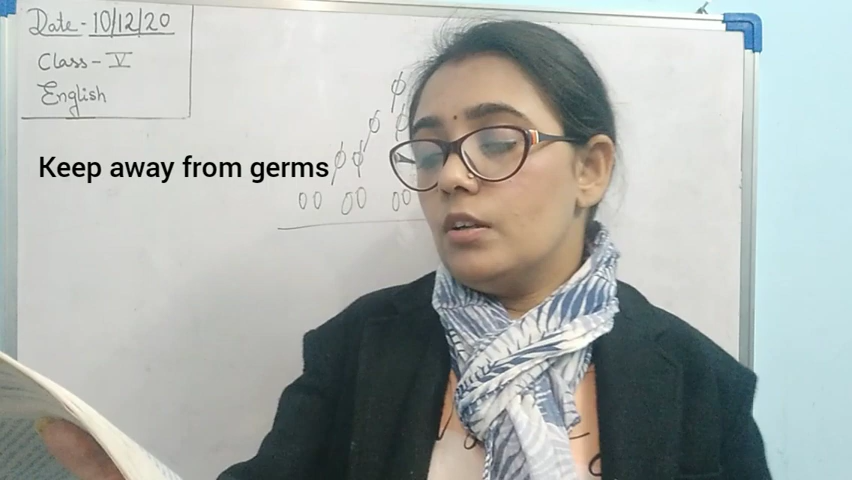 Date - 10/12/20
Class - V
English
Keep away from germs